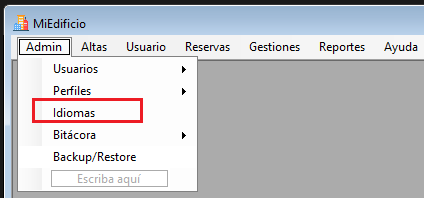 MiEdificio
Admin Altas Usuario Reservas Gestiones Reportes Ayuda
Usuarios
Perfiles
Idiomas
Bitácora
Backup/Restore
Escriba aquí